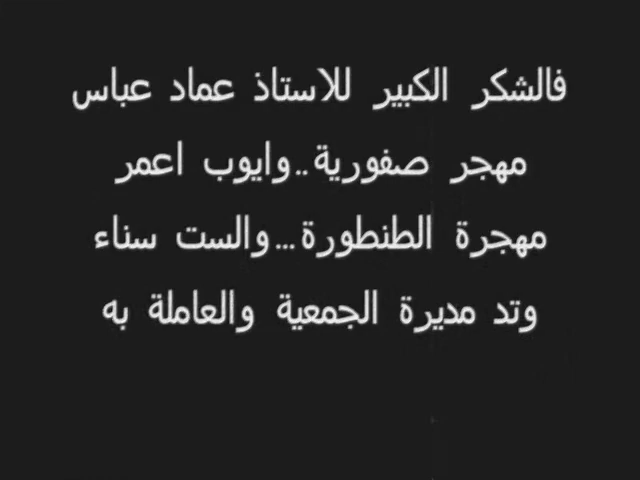 فالشكر الكبير للاستاذ عماد عباس
مهجر صفورية..وايوب اعمر
مهجرة الطنطورة...والست سناء
وتد مديرة الجمعية والعاملة به